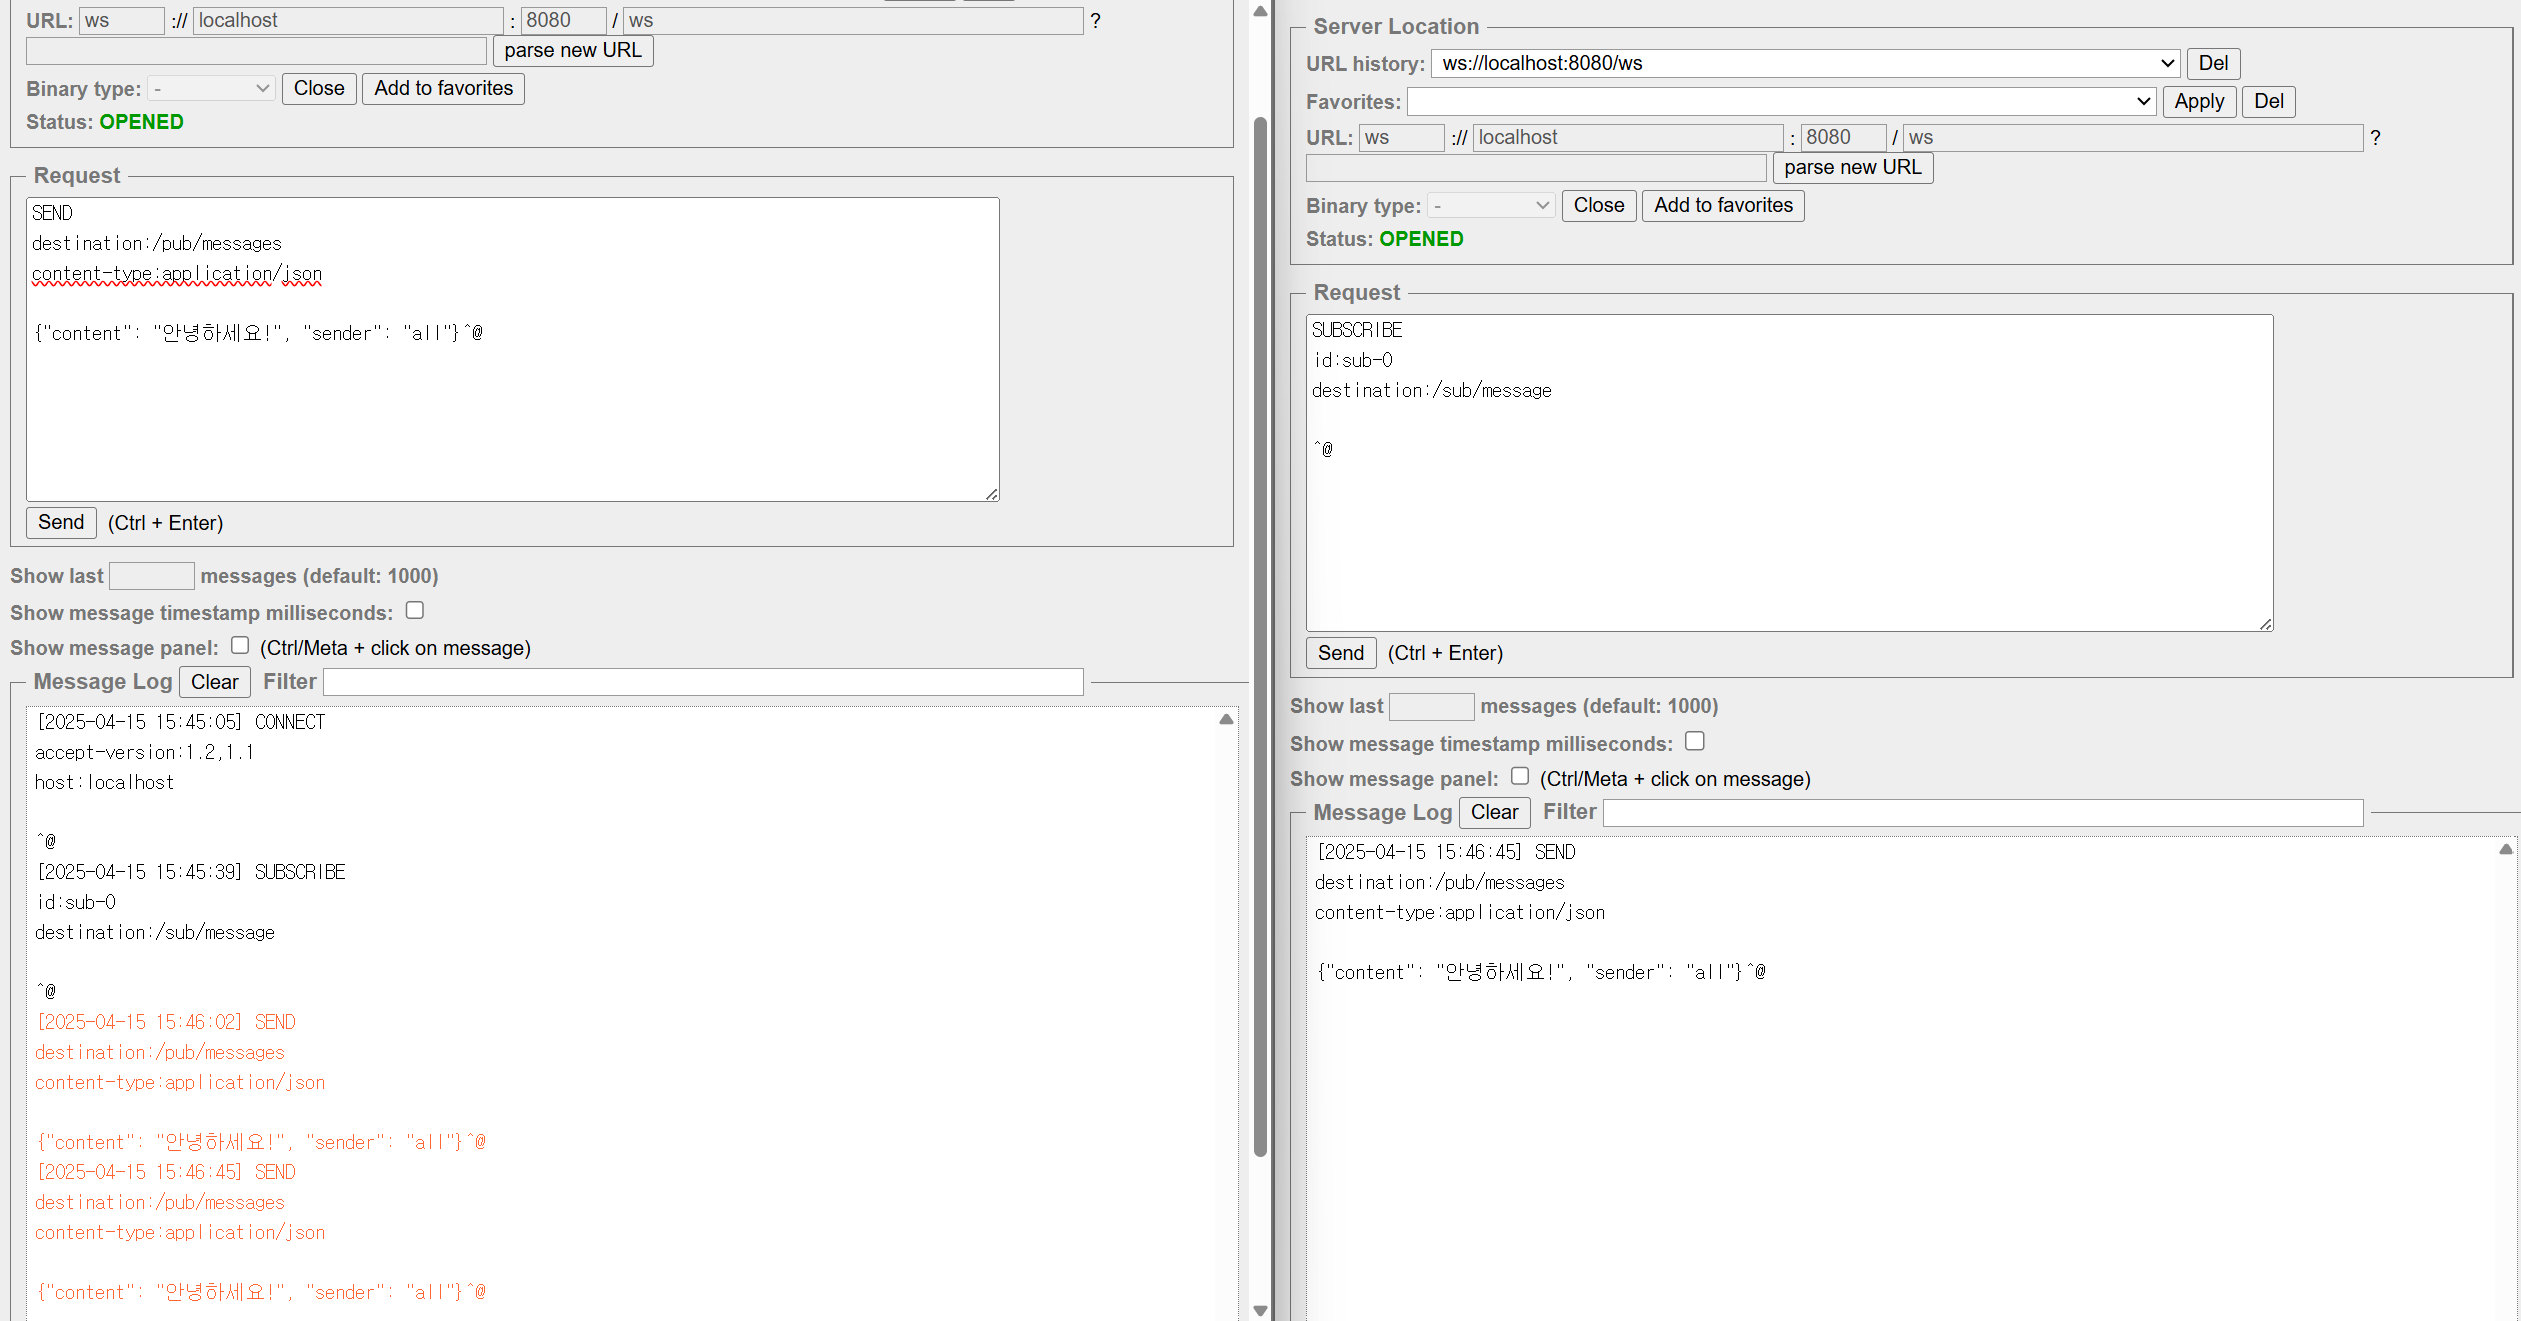 URL: ws :// localhost : 8080 / ws ?
parse new URL
Binary type: - Close Add to favorites
Status: OPENED
Request
SEND
destination:/pub/messages
content-type:application/json
{"content": "안녕하세요!", "sender": "all"}^@
Send (Ctrl + Enter)
Show last messages (default: 1000)
Show message timestamp milliseconds:
Show message panel: (Ctrl/Meta + click on message)
Message Log Clear Filter
[2025-04-15 15:45:05] CONNECT
accept-version:1.2,1.1
host:localhost
^@
[2025-04-15 15:45:39] SUBSCRIBE
id:sub-0
destination:/sub/message
^@
[2025-04-15 15:46:02] SEND
destination:/pub/messages
content-type:application/json
{"content": "안녕하세요!", "sender": "all"}^@
[2025-04-15 15:46:45] SEND
destination:/pub/messages
content-type:application/json
{"content": "안녕하세요!", "sender": "all"}^@
Server Location
URL history: ws://localhost:8080/ws Del
Favorites: Apply Del
URL: ws :// localhost : 8080 / ws ?
parse new URL
Binary type: - Close Add to favorites
Status: OPENED
Request
SUBSCRIBE
id:sub-0
destination:/sub/message
^@
Send (Ctrl + Enter)
Show last messages (default: 1000)
Show message timestamp milliseconds:
Show message panel: (Ctrl/Meta + click on message)
Message Log Clear Filter
[2025-04-15 15:46:45] SEND
destination:/pub/messages
content-type:application/json
{"content": "안녕하세요!", "sender": "all"}^@